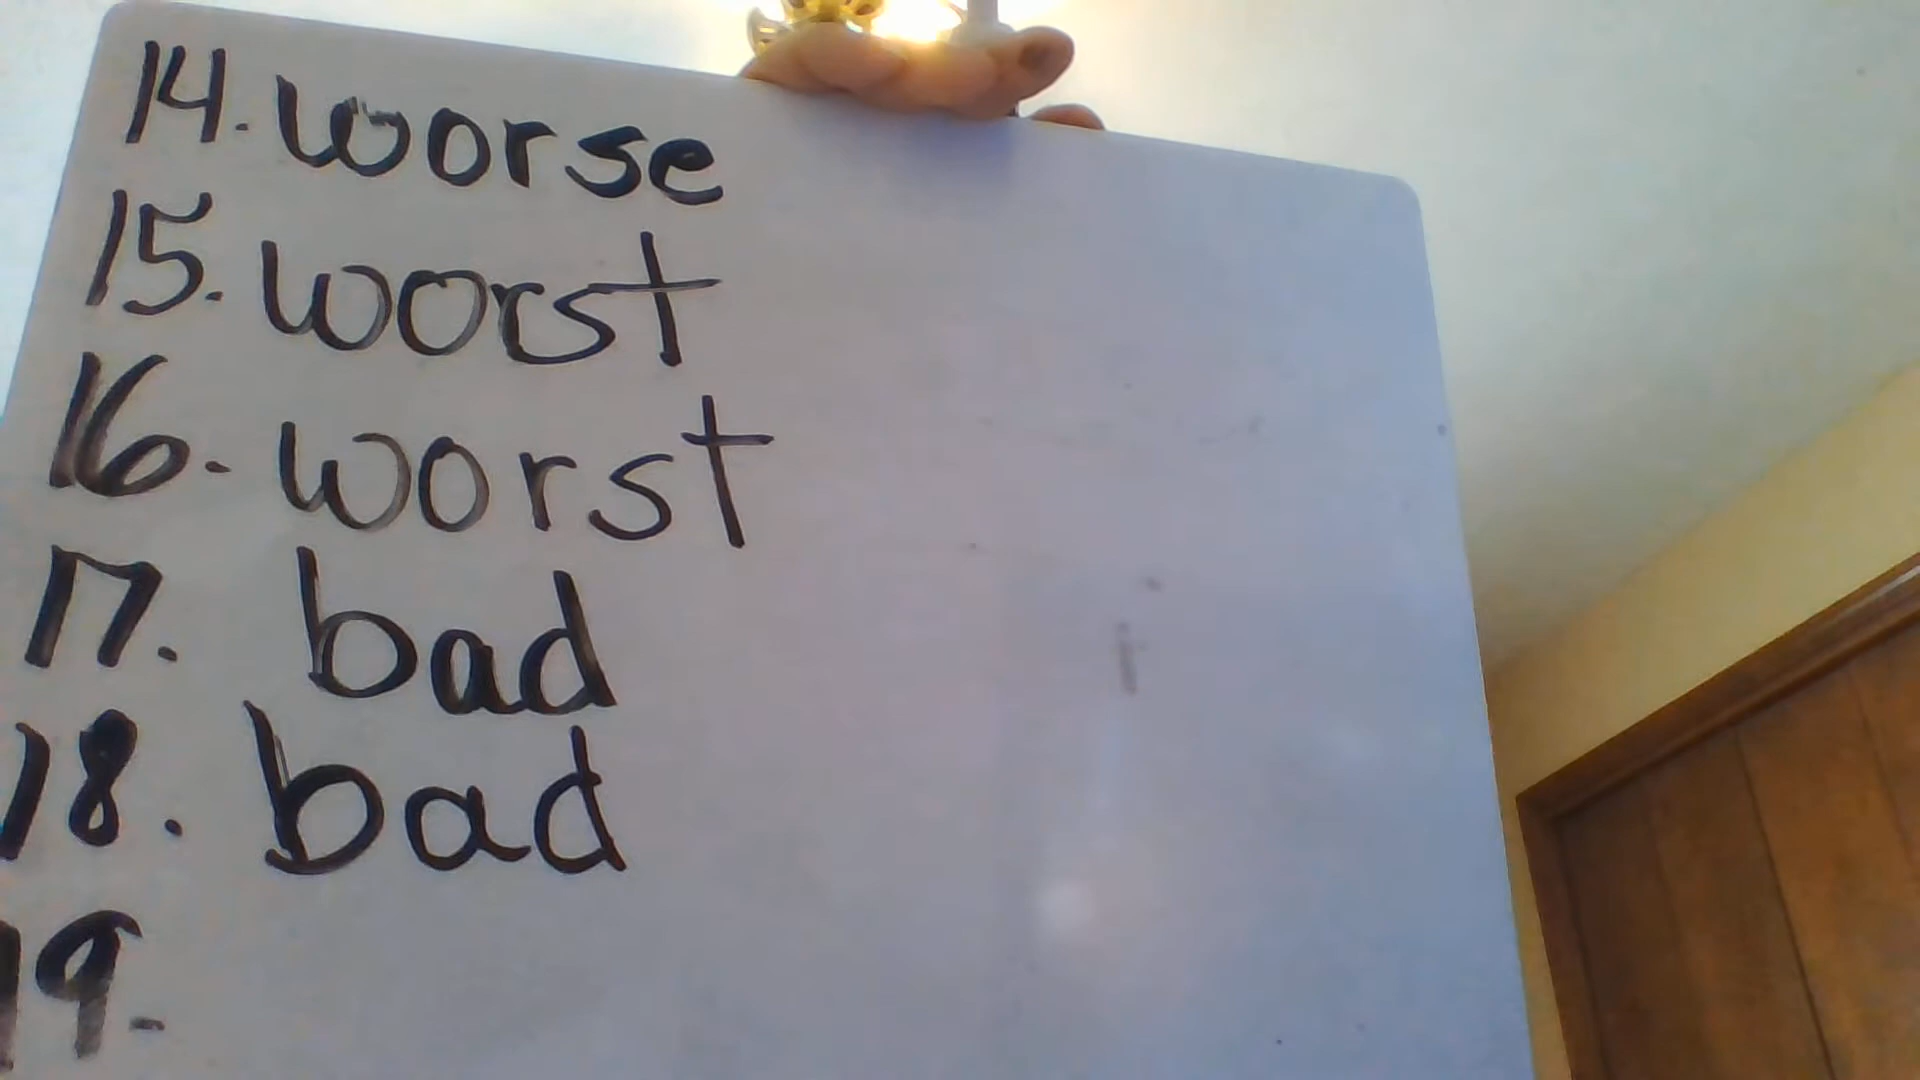 14. worse
15. worst
16. worst
17. bad
18. bad
19.